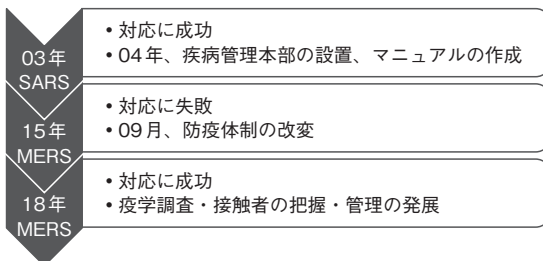 03年
SARS
• 対応に成功
• 04年、疾病管理本部の設置、マニュアルの作成
15年
MERS
• 対応に失敗
• 09月、防疫体制の改変
18年
MERS
• 対応に成功
• 疫学調査・接触者の把握・管理の発展